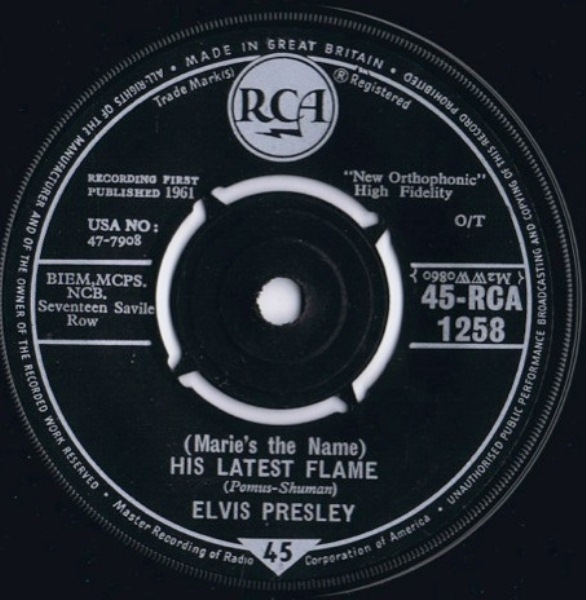 MADE IN GREAT BRITAIN •
ALL RIGHTS OF THE MANUFACTURER AND OF THE OWNER OF THE RECORDED WORK RESERVED •
• UNAUTHORISED PUBLIC PERFORMANCE BROADCASTING AND COPYING OF THIS RECORD PROHIBITED •
Trade Mark(s)
RCA
® Registered
RECORDING FIRST
PUBLISHED 1961
"New Orthophonic"
High Fidelity
USA NO:
47-7908
O/T
BIEM,MCPS.
NCB.
Seventeen Savile
Row
45-RCA
1258
(Marie's the Name)
HIS LATEST FLAME
(Pomus-Shuman)
ELVIS PRESLEY
Master Recording of Radio
45
Corporation of America